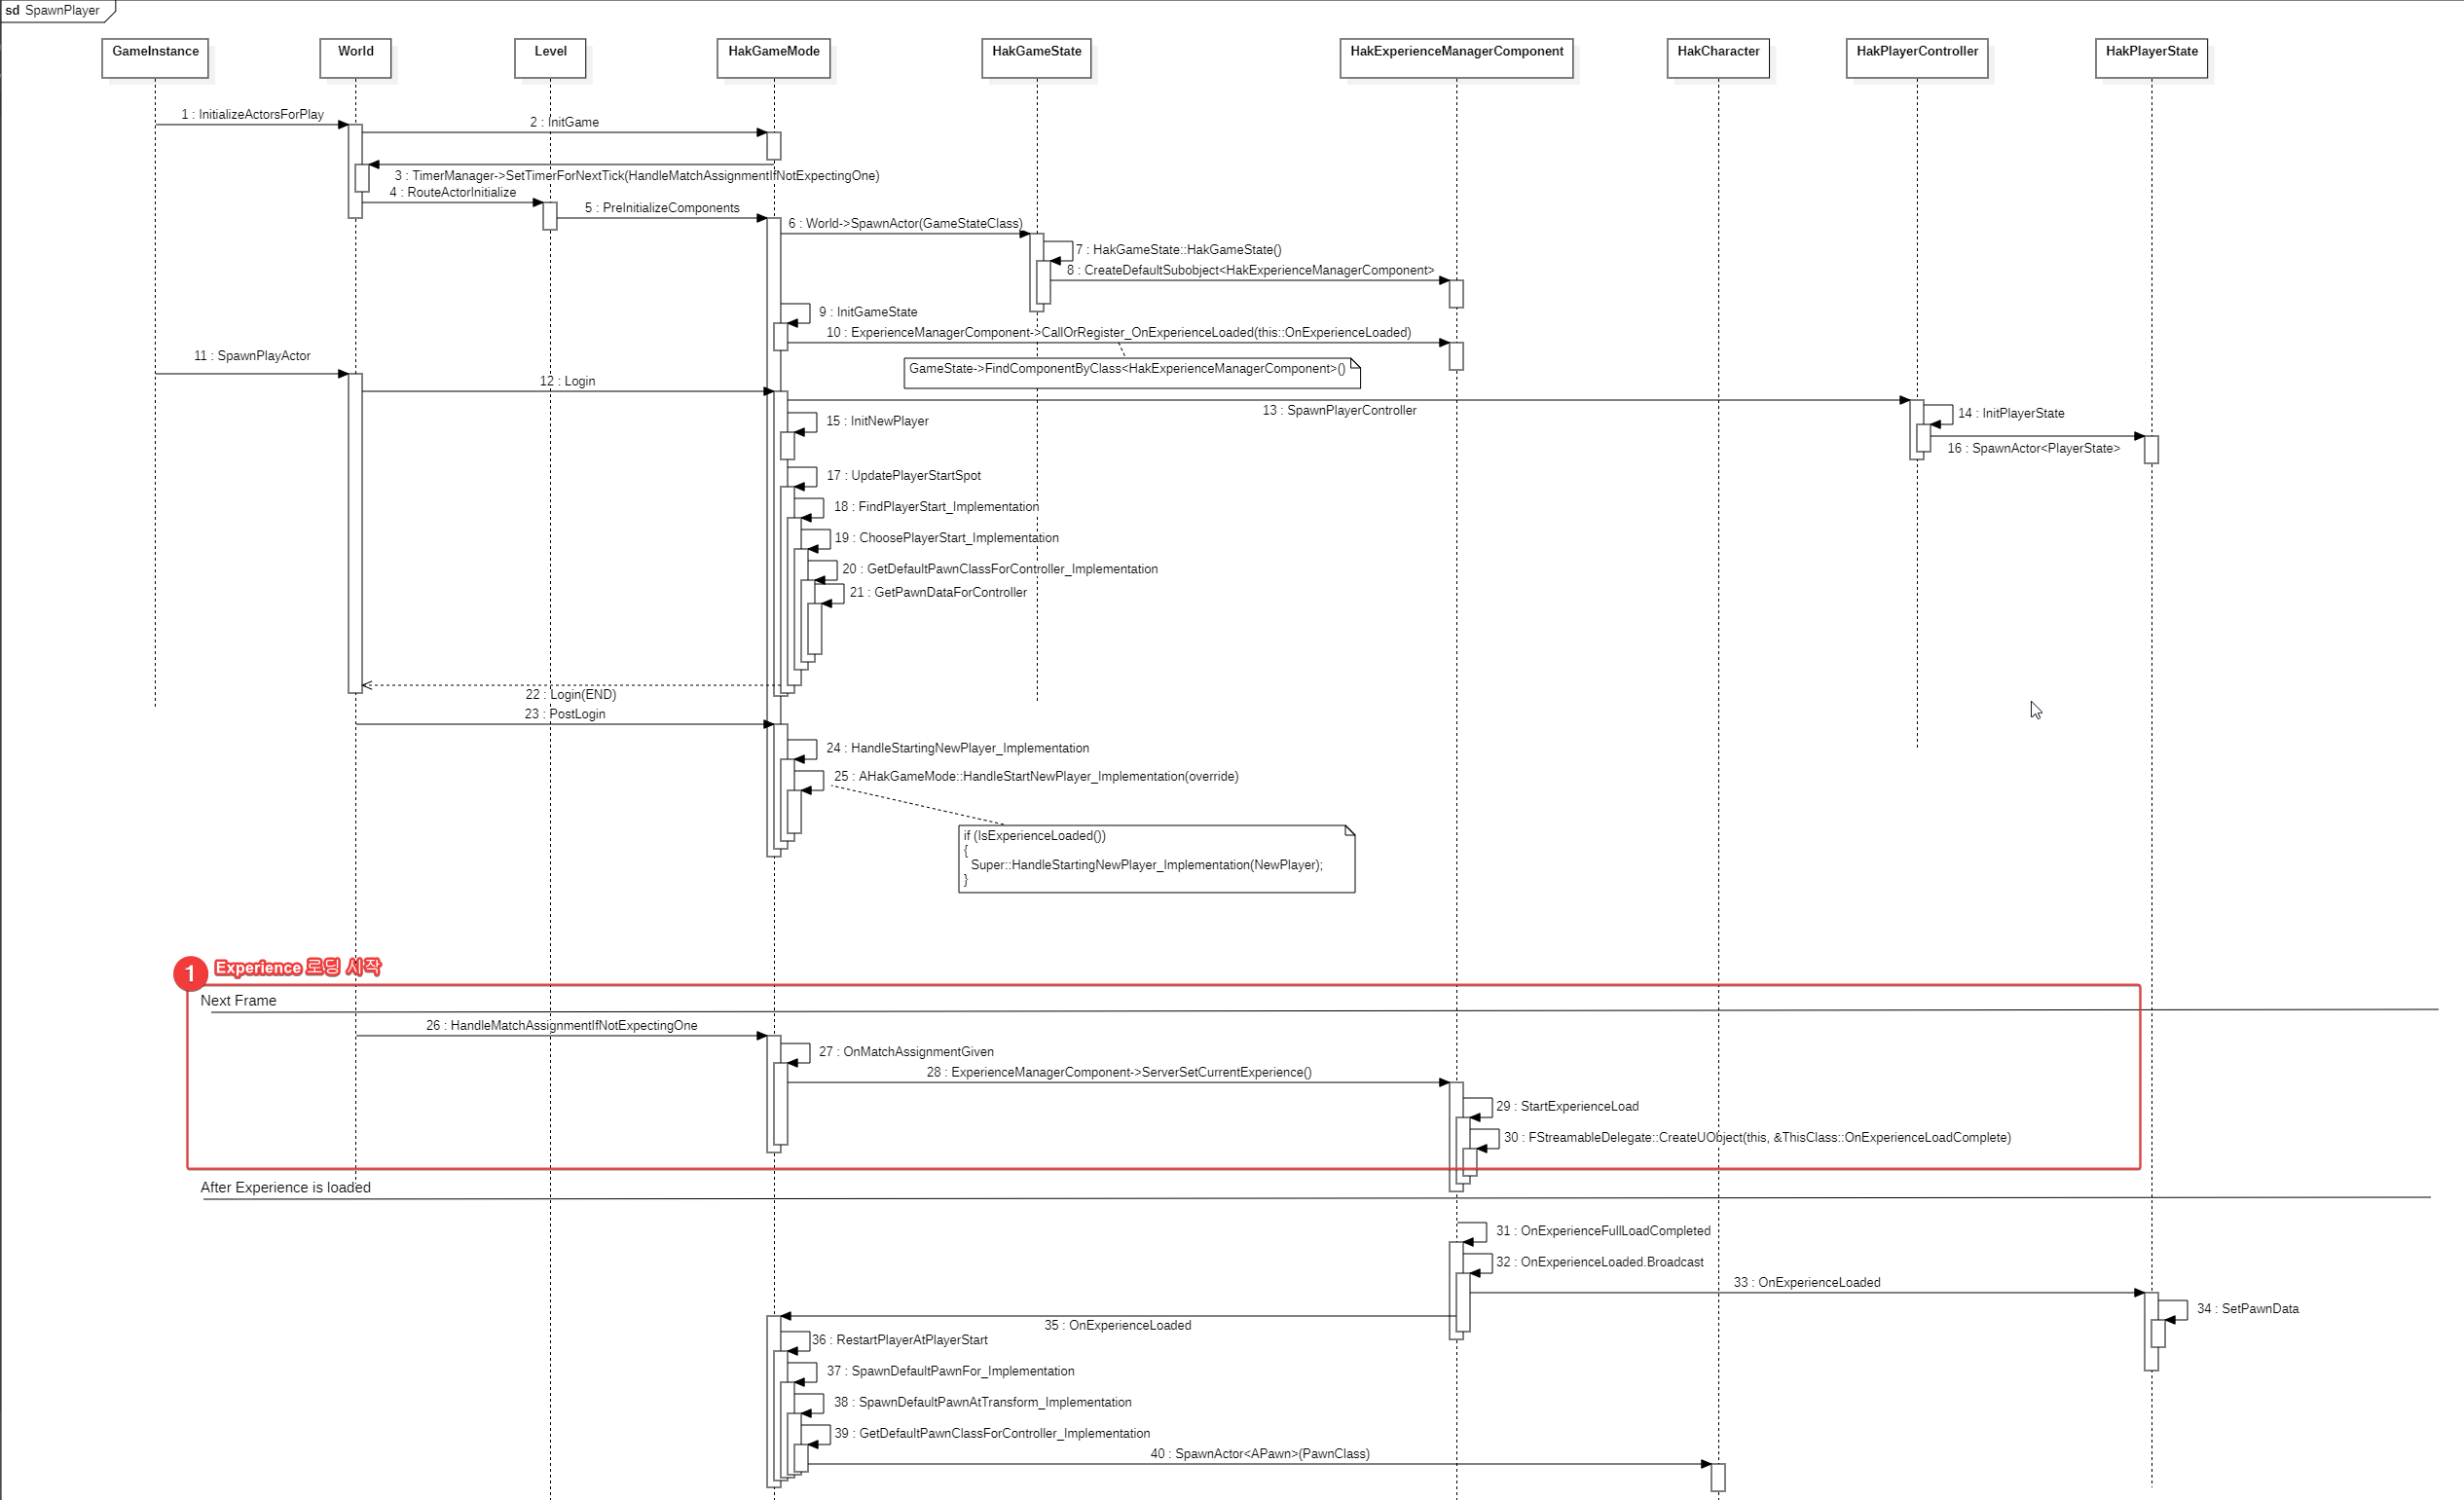 sd SpawnPlayer
GameInstance
World
Level
HakGameMode
HakGameState
HakExperienceManagerComponent
HakCharacter
HakPlayerController
HakPlayerState
1 : InitializeActorsForPlay
2 : InitGame
3 : TimerManager->SetTimerForNextTick(HandleMatchAssignmentIfNotExpectingOne)
4 : RouteActorInitialize
5 : PreInitializeComponents
6 : World->SpawnActor(GameStateClass)
7 : HakGameState::HakGameState()
8 : CreateDefaultSubobject<HakExperienceManagerComponent>
9 : InitGameState
10 : ExperienceManagerComponent->CallOrRegister_OnExperienceLoaded(this::OnExperienceLoaded)
GameState->FindComponentByClass<HakExperienceManagerComponent>()
11 : SpawnPlayActor
12 : Login
13 : SpawnPlayerController
14 : InitPlayerState
15 : InitNewPlayer
16 : SpawnActor<PlayerState>
17 : UpdatePlayerStartSpot
18 : FindPlayerStart_Implementation
19 : ChoosePlayerStart_Implementation
20 : GetDefaultPawnClassForController_Implementation
21 : GetPawnDataForController
22 : Login(END)
23 : PostLogin
24 : HandleStartingNewPlayer_Implementation
25 : AHakGameMode::HandleStartNewPlayer_Implementation(override)
if (IsExperienceLoaded())
{
Super::HandleStartingNewPlayer_Implementation(NewPlayer);
}
1 Experience 로딩 시작
Next Frame
26 : HandleMatchAssignmentIfNotExpectingOne
27 : OnMatchAssignmentGiven
28 : ExperienceManagerComponent->ServerSetCurrentExperience()
29 : StartExperienceLoad
30 : FStreamableDelegate::CreateUObject(this, &ThisClass::OnExperienceLoadComplete)
After Experience is loaded
31 : OnExperienceFullLoadCompleted
32 : OnExperienceLoaded.Broadcast
33 : OnExperienceLoaded
34 : SetPawnData
35 : OnExperienceLoaded
36 : RestartPlayerAtPlayerStart
37 : SpawnDefaultPawnFor_Implementation
38 : SpawnDefaultPawnAtTransform_Implementation
39 : GetDefaultPawnClassForController_Implementation
40 : SpawnActor<APawn>(PawnClass)